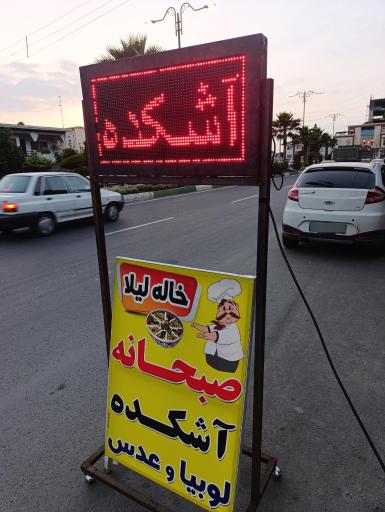 آشکده
خاله لیلا
صبحانه
آشکده
لوبیا و عدس